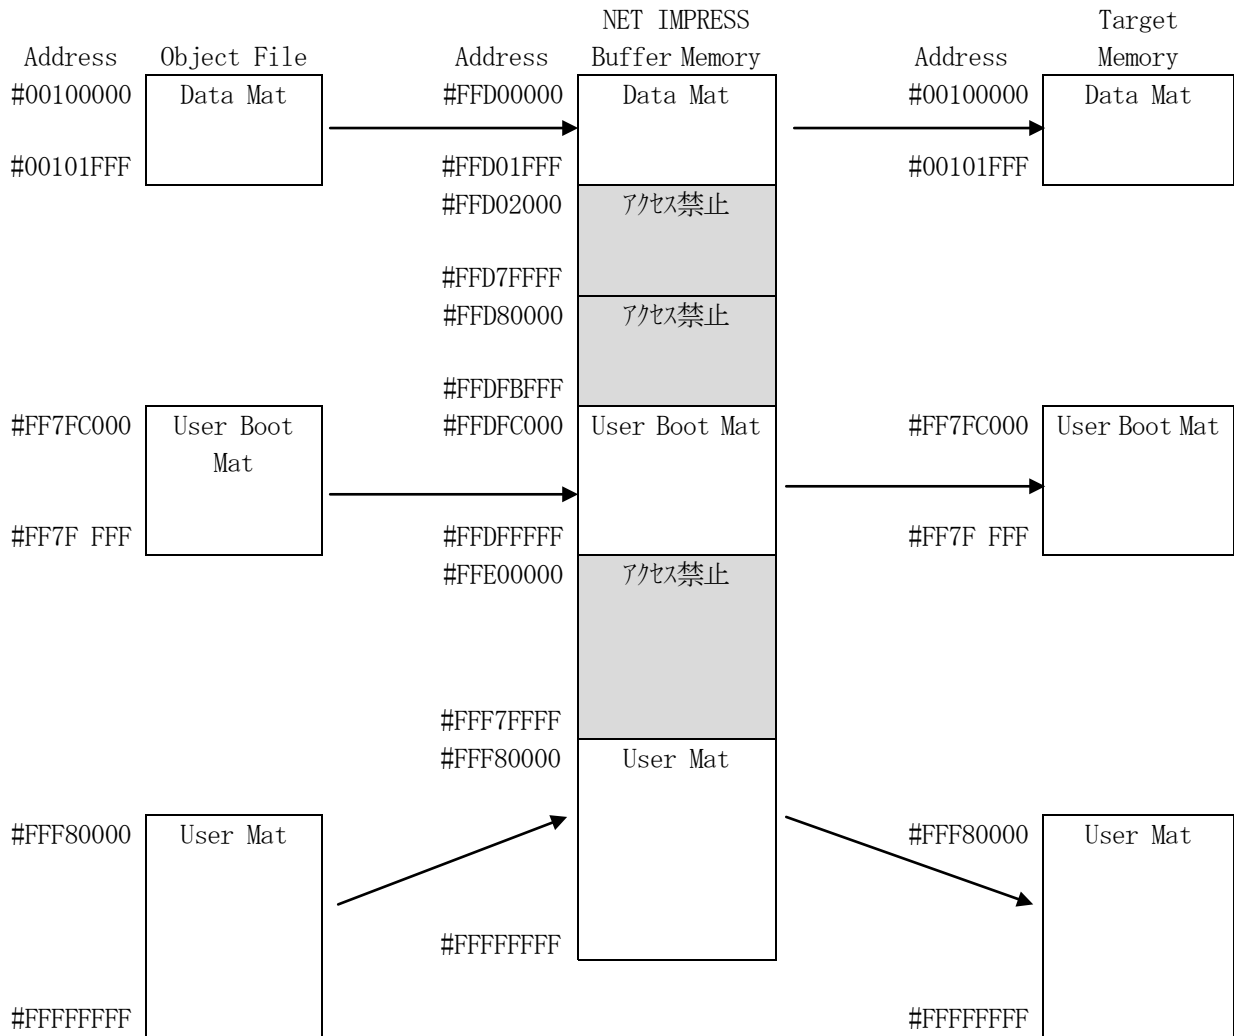 NET IMPRESS Target
Address Object File Address Buffer Memory Address Memory
#00100000 Data Mat #FFD00000 Data Mat #00100000 Data Mat
#00101FFF #FFD01FFF #00101FFF
#FFD02000 ｱｸｾｽ禁止
#FFD7FFFF
#FFD80000 ｱｸｾｽ禁止
#FFDFBFFF
#FF7FC000 User Boot #FFDFC000 User Boot Mat #FF7FC000 User Boot Mat
Mat
#FF7F FFF #FFDFFFFF #FF7F FFF
#FFE00000 ｱｸｾｽ禁止
#FFF7FFFF
#FFF80000 User Mat
#FFF80000 User Mat #FFF80000 User Mat
#FFFFFFFF
#FFFFFFFF #FFFFFFFF